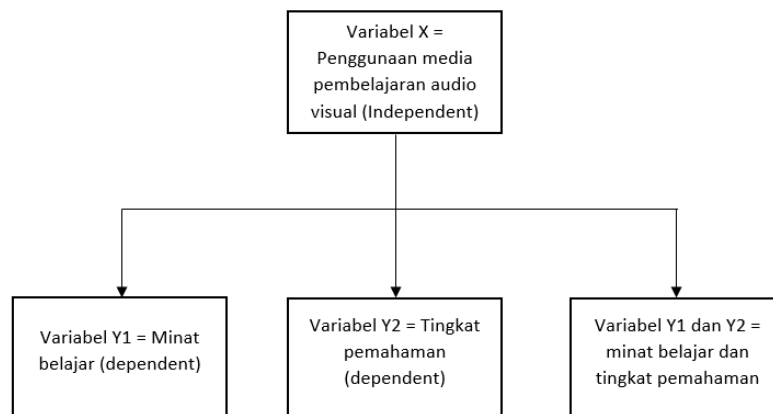 Variabel X =
Penggunaan media
pembelajaran audio
visual (Independent)
Variabel Y1 = Minat
belajar (dependent)
Variabel Y2 = Tingkat
pemahaman
(dependent)
Variabel Y1 dan Y2 =
minat belajar dan
tingkat pemahaman